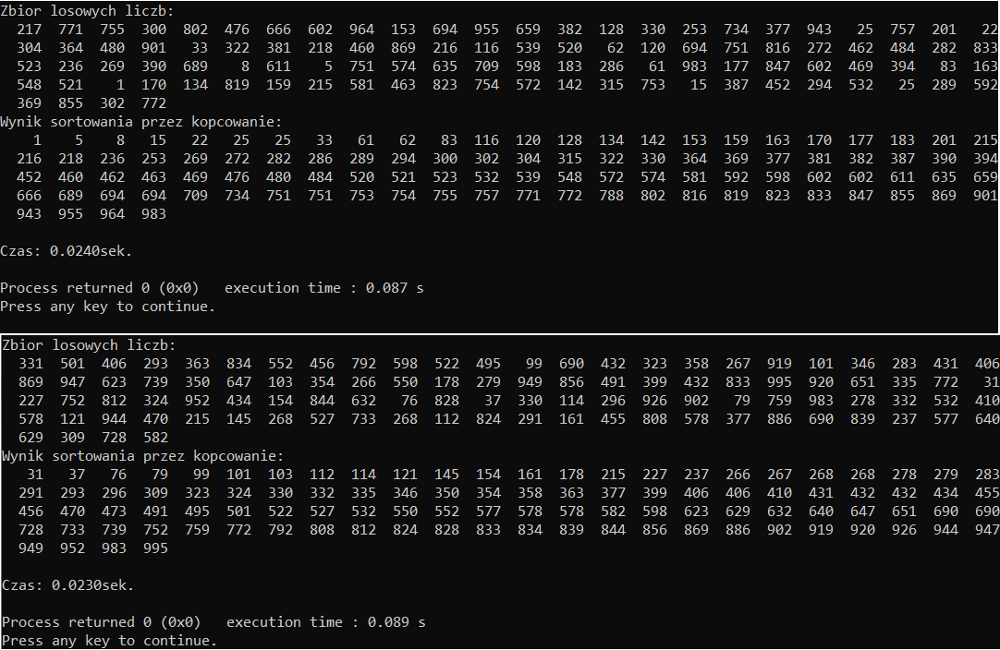 Zbior losowych liczb:
217 771 755 300 802 476 666 602 964 153 694 955 659 382 128 330 253 734 377 943 25 757 201 22
304 364 480 901 33 322 381 218 460 869 216 116 539 520 62 120 694 751 816 272 462 484 282 833
523 236 269 390 689 8 611 5 751 574 635 709 598 183 286 61 983 177 847 602 469 394 83 163
548 521 1 170 134 819 159 215 581 463 823 754 572 142 315 753 15 387 452 294 532 25 289 592
369 855 302 772
Wynik sortowania przez kopcowanie:
1 5 8 15 22 25 25 33 61 62 83 116 120 128 134 142 153 159 163 170 177 183 201 215
216 218 236 253 269 272 282 286 289 294 300 302 304 315 322 330 364 369 377 381 382 387 390 394
452 460 462 463 469 476 480 484 520 521 523 532 539 548 572 574 581 592 598 602 602 611 635 659
666 689 694 694 709 734 751 751 753 754 755 757 771 772 788 802 816 819 823 833 847 855 869 901
943 955 964 983
Czas: 0.0240sek.
Process returned 0 (0x0) execution time : 0.087 s
Press any key to continue.
Zbior losowych liczb:
331 501 406 293 363 834 552 456 792 598 522 495 99 690 432 323 358 267 919 101 346 283 431 406
869 947 623 739 350 647 103 354 266 550 178 279 949 856 491 399 432 833 995 920 651 335 772 31
227 752 812 324 952 434 154 844 632 76 828 37 330 114 296 926 902 79 759 983 278 332 532 410
578 121 944 470 215 145 268 527 733 268 112 824 291 161 455 808 578 377 886 690 839 237 577 640
629 309 728 582
Wynik sortowania przez kopcowanie:
31 37 76 79 99 101 103 112 114 121 145 154 161 178 215 227 237 266 267 268 268 278 279 283
291 293 296 309 323 324 330 332 335 346 350 354 358 363 377 399 406 406 410 431 432 432 434 455
456 470 473 491 495 501 522 527 532 550 552 577 578 578 582 598 623 629 632 640 647 651 690 690
728 733 739 752 759 772 792 808 812 824 828 833 834 839 844 856 869 886 902 919 920 926 944 947
949 952 983 995
Czas: 0.0230sek.
Process returned 0 (0x0) execution time : 0.089 s
Press any key to continue.